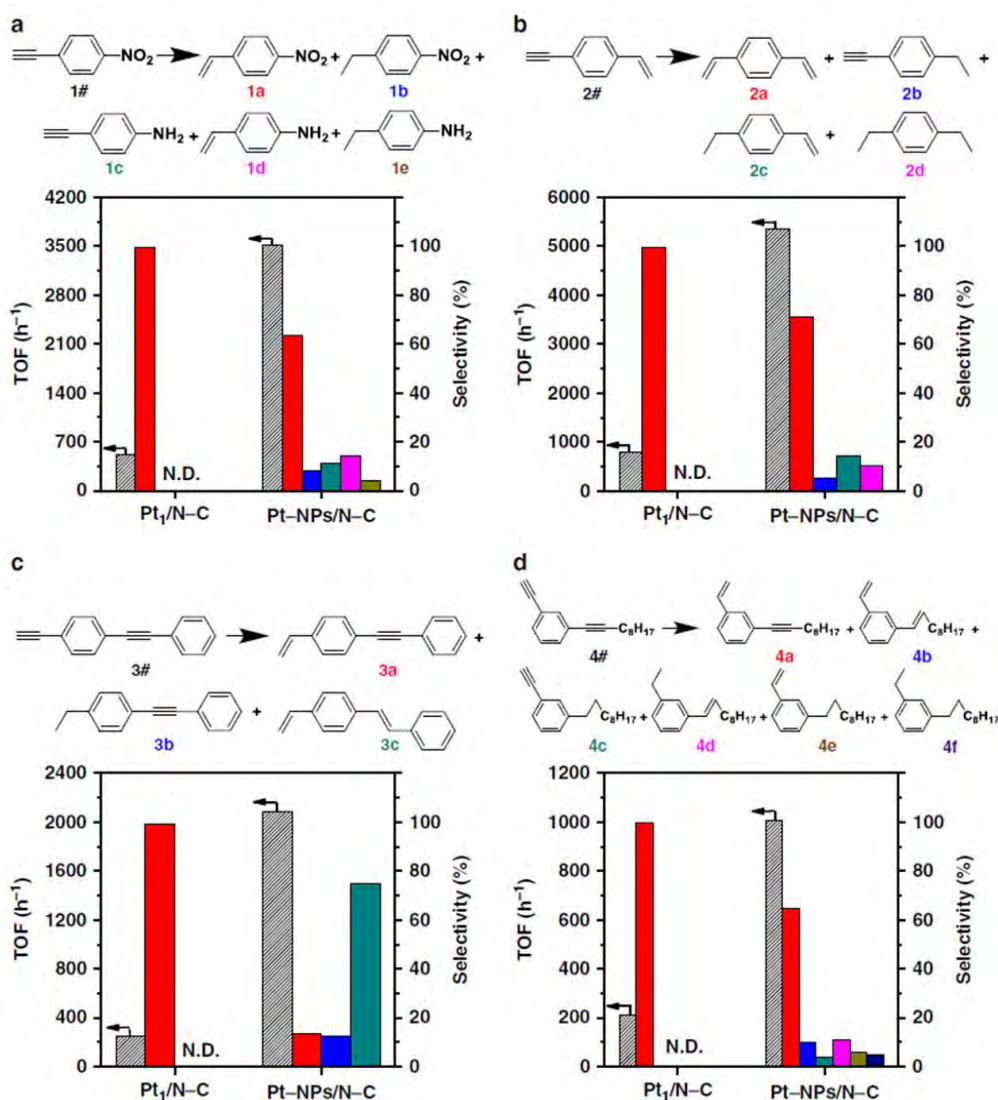 a
NO₂ NO₂ + NO₂ +
1# 1a 1b
NH₂ + NH₂ + NH₂
1c 1d 1e
4200
3500 100
2800 80
2100 60
1400 40
700 20
0 0
TOF (h⁻¹)
Selectivity (%)
N.D.
Pt₁/N–C Pt–NPs/N–C
b
+ +
2# 2a 2b
+
2c 2d
6000
5000 100
4000 80
3000 60
2000 40
1000 20
0 0
TOF (h⁻¹)
Selectivity (%)
N.D.
Pt₁/N–C Pt–NPs/N–C
c
+
3# 3a
+
3b 3c
2400
2000 100
1600 80
1200 60
800 40
400 20
0 0
TOF (h⁻¹)
Selectivity (%)
N.D.
Pt₁/N–C Pt–NPs/N–C
d
C₈H₁₇ C₈H₁₇ + C₈H₁₇ +
4# 4a 4b
C₈H₁₇ + C₈H₁₇ + C₈H₁₇ + C₈H₁₇
4c 4d 4e 4f
1200
1000 100
800 80
600 60
400 40
200 20
0 0
TOF (h⁻¹)
Selectivity (%)
N.D.
Pt₁/N–C Pt–NPs/N–C